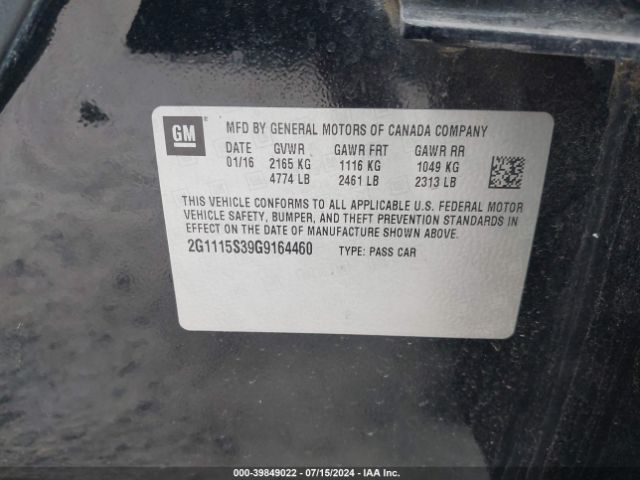 GM
MFD BY GENERAL MOTORS OF CANADA COMPANY
DATE GVWR GAWR FRT GAWR RR
01/16 2165 KG 1116 KG 1049 KG
4774 LB 2461 LB 2313 LB
THIS VEHICLE CONFORMS TO ALL APPLICABLE U.S. FEDERAL MOTOR
VEHICLE SAFETY, BUMPER, AND THEFT PREVENTION STANDARDS IN
EFFECT ON THE DATE OF MANUFACTURE SHOWN ABOVE.
2G1115S39G9164460 TYPE: PASS CAR
000-39849022 - 07/15/2024 - IAA Inc.